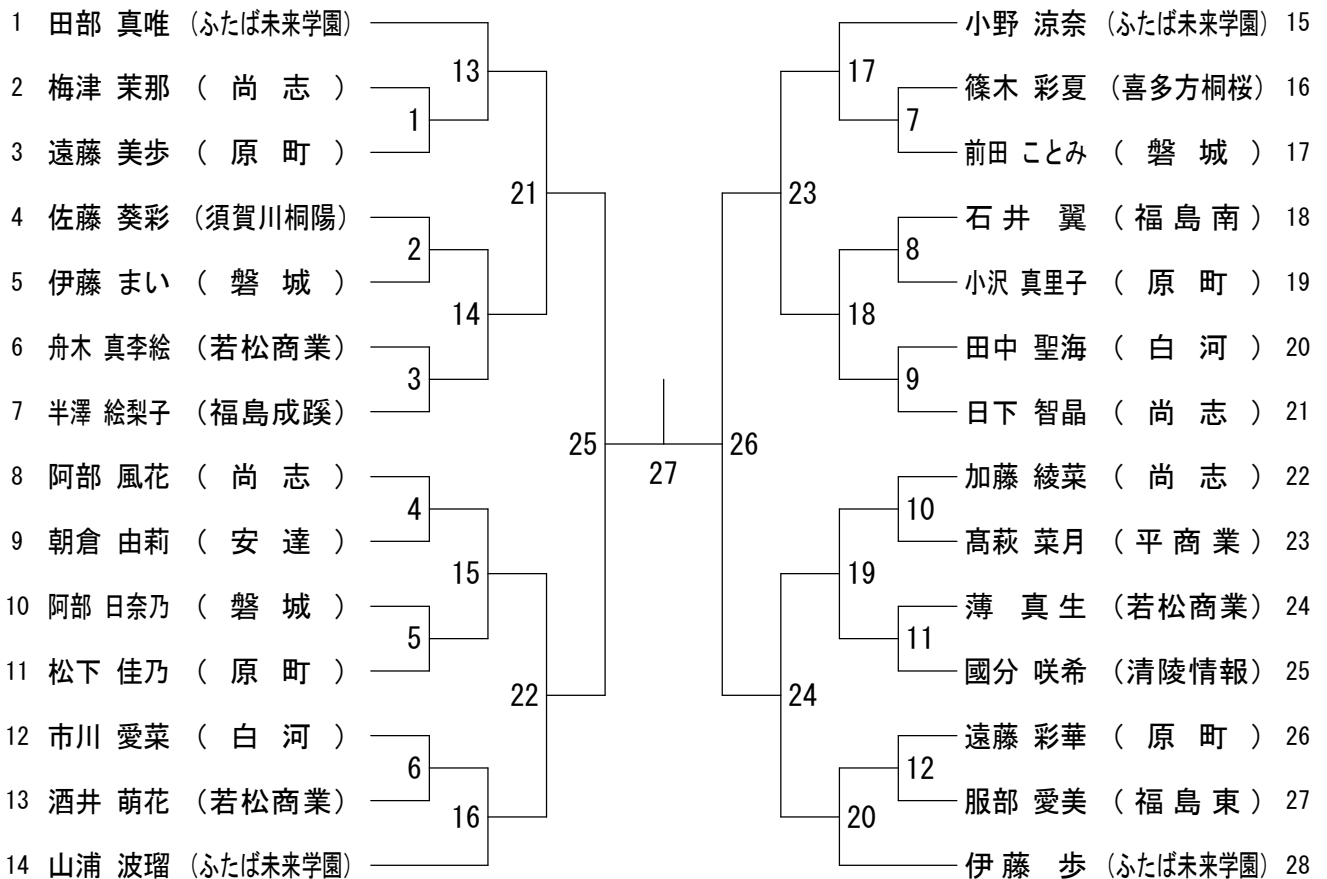 1 田部 真唯 (ふたば未来学園)
2 梅津 茉那 ( 尚 志 )
3 遠藤 美歩 ( 原 町 )
4 佐藤 葵彩 (須賀川桐陽)
5 伊藤 まい ( 磐 城 )
6 舟木 真李絵 (若松商業)
7 半澤 絵梨子 (福島成蹊)
8 阿部 風花 ( 尚 志 )
9 朝倉 由莉 ( 安 達 )
10 阿部 日奈乃 ( 磐 城 )
11 松下 佳乃 ( 原 町 )
12 市川 愛菜 ( 白 河 )
13 酒井 萌花 (若松商業)
14 山浦 波瑠 (ふたば未来学園)
1
2
3
4
5
6
13
14
15
16
21
22
25
27
26
23
24
17
18
19
20
7
8
9
10
11
12
小野 涼奈 (ふたば未来学園) 15
篠木 彩夏 (喜多方桐桜) 16
前田 ことみ ( 磐 城 ) 17
石 井 翼 ( 福 島 南 ) 18
小沢 真里子 ( 原 町 ) 19
田中 聖海 ( 白 河 ) 20
日下 智晶 ( 尚 志 ) 21
加藤 綾菜 ( 尚 志 ) 22
髙萩 菜月 ( 平 商 業 ) 23
薄 真 生 (若松商業) 24
國分 咲希 (清陵情報) 25
遠藤 彩華 ( 原 町 ) 26
服部 愛美 ( 福 島 東 ) 27
伊 藤 歩 (ふたば未来学園) 28